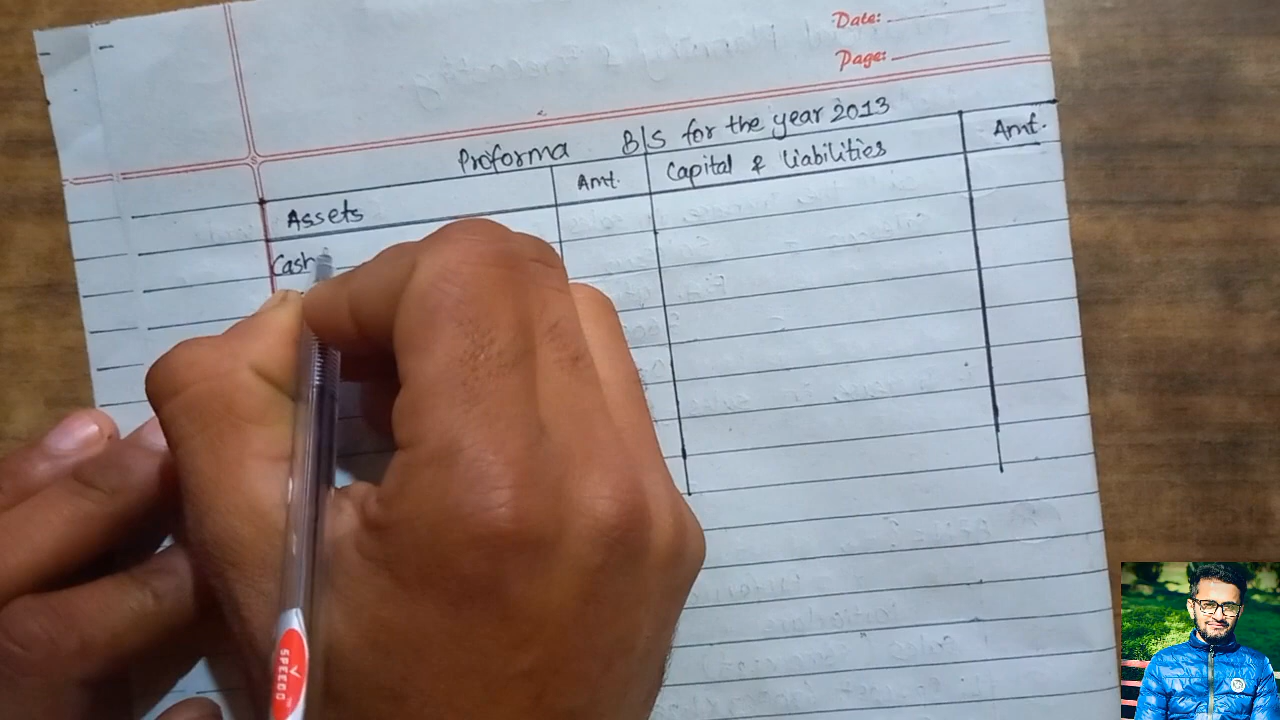 Date:
Page:
Proforma B/S for the year 2013
Assets Amt. Capital & Liabilities Amt.
Cash
SPEEDO